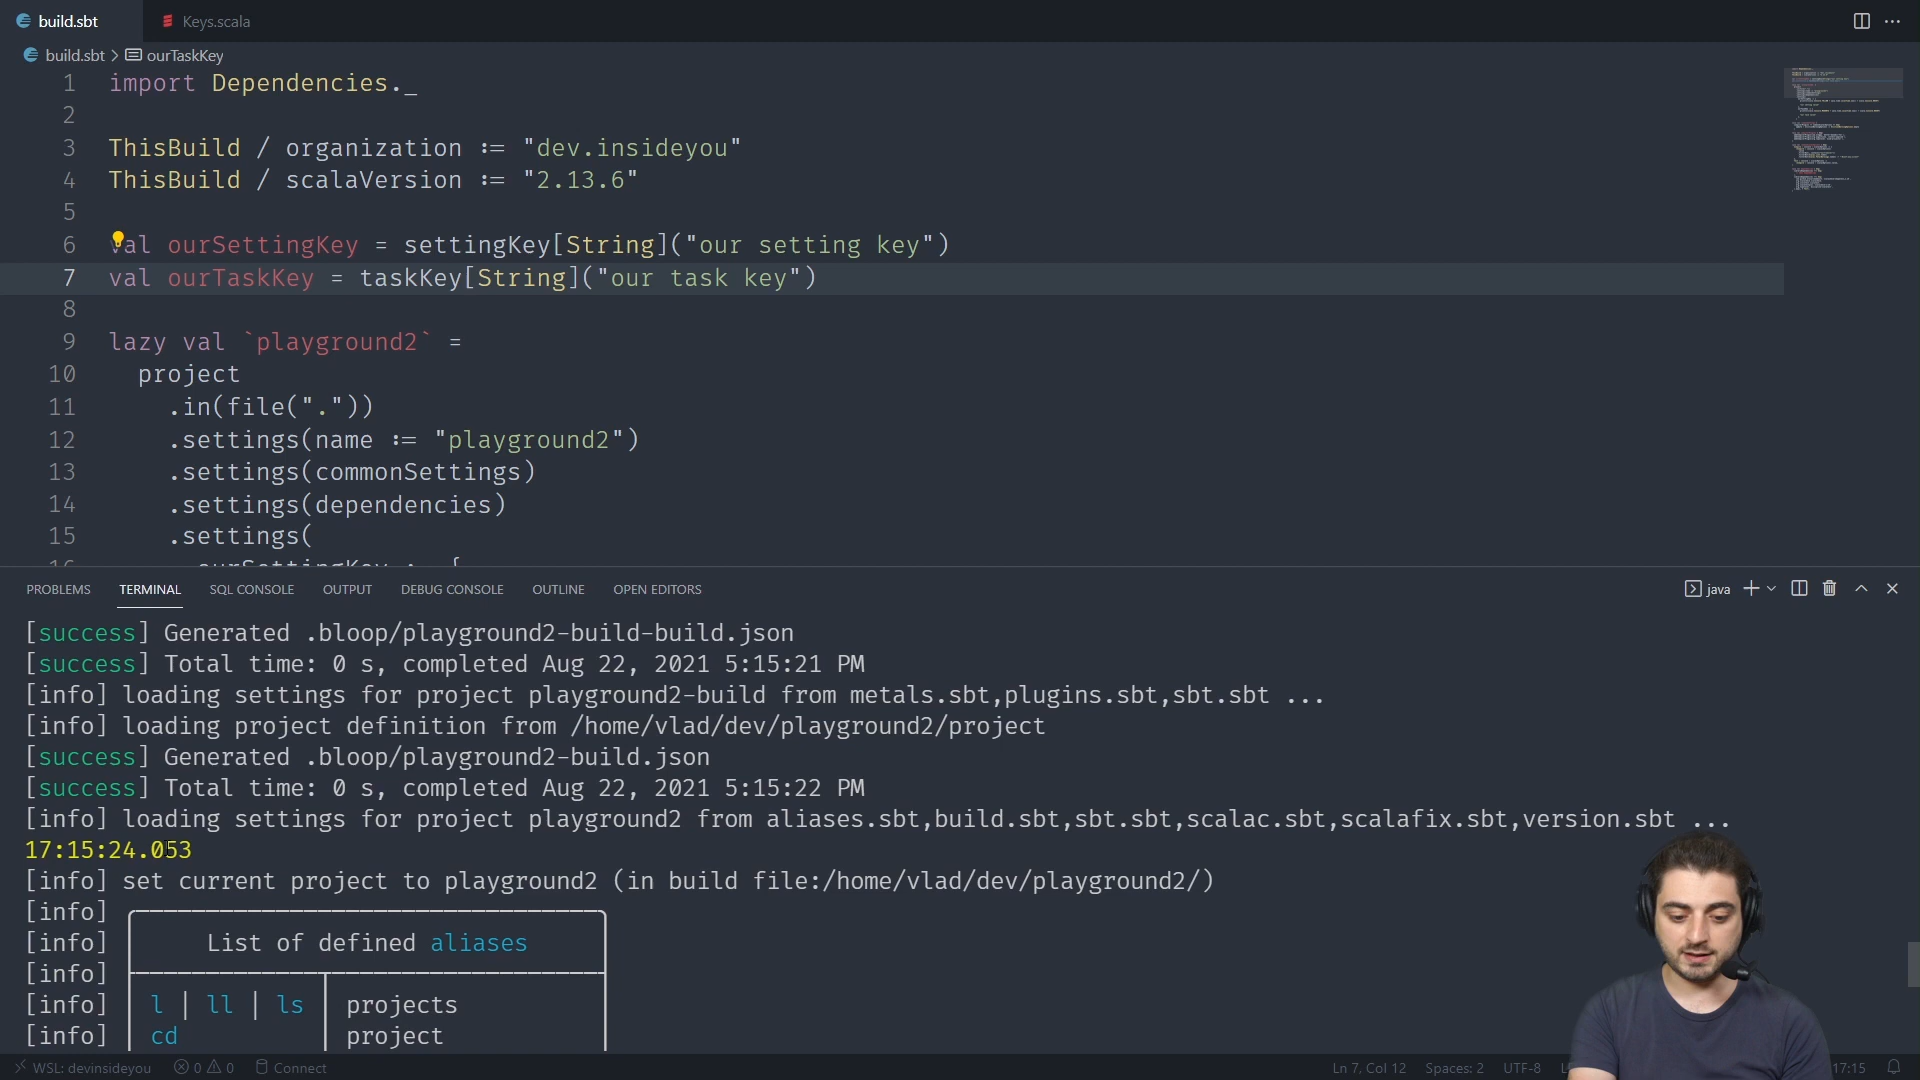 build.sbt
Keys.scala
build.sbt > ourTaskKey
1 import Dependencies._
2
3 ThisBuild / organization := "dev.insideyou"
4 ThisBuild / scalaVersion := "2.13.6"
5
6 val ourSettingKey = settingKey[String]("our setting key")
7 val ourTaskKey = taskKey[String]("our task key")
8
9 lazy val `playground2` =
10 project
11 .in(file("."))
12 .settings(name := "playground2")
13 .settings(commonSettings)
14 .settings(dependencies)
15 .settings(
PROBLEMS TERMINAL SQL CONSOLE OUTPUT DEBUG CONSOLE OUTLINE OPEN EDITORS java
[success] Generated .bloop/playground2-build-build.json
[success] Total time: 0 s, completed Aug 22, 2021 5:15:21 PM
[info] loading settings for project playground2-build from metals.sbt,plugins.sbt,sbt.sbt ...
[info] loading project definition from /home/vlad/dev/playground2/project
[success] Generated .bloop/playground2-build.json
[success] Total time: 0 s, completed Aug 22, 2021 5:15:22 PM
[info] loading settings for project playground2 from aliases.sbt,build.sbt,sbt.sbt,scalac.sbt,scalafix.sbt,version.sbt ...
17:15:24.053
[info] set current project to playground2 (in build file:/home/vlad/dev/playground2/)
[info]
[info] List of defined aliases
[info]
[info] l | ll | ls projects
[info] cd project
WSL: devinsideyou 0 0 Connect Ln 7, Col 12 Spaces: 2 UTF-8 17:15